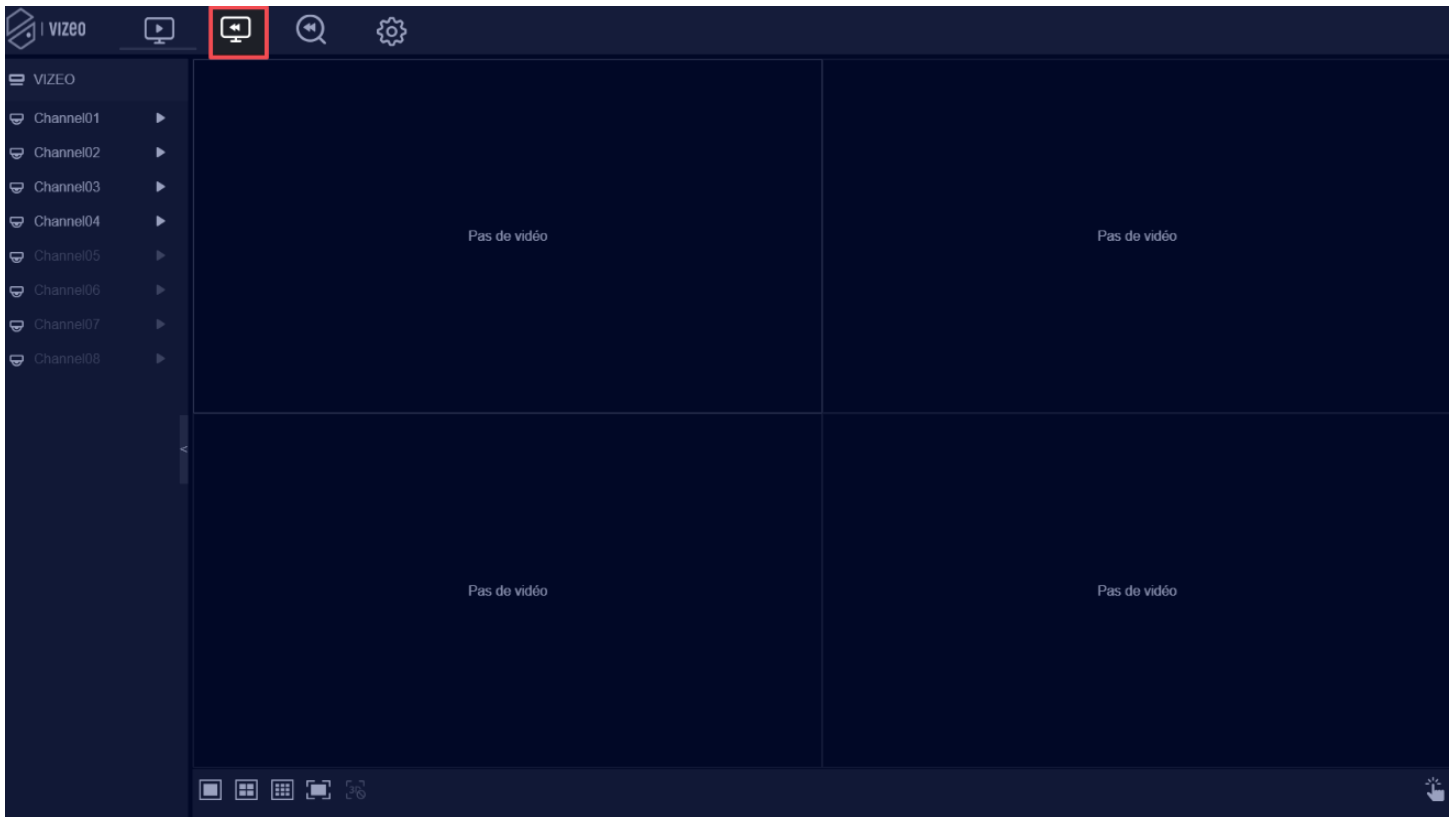 VIZEO
VIZEO
Channel01
Channel02
Channel03
Channel04
Channel05
Channel06
Channel07
Channel08
Pas de vidéo
Pas de vidéo
Pas de vidéo
Pas de vidéo
<
3D